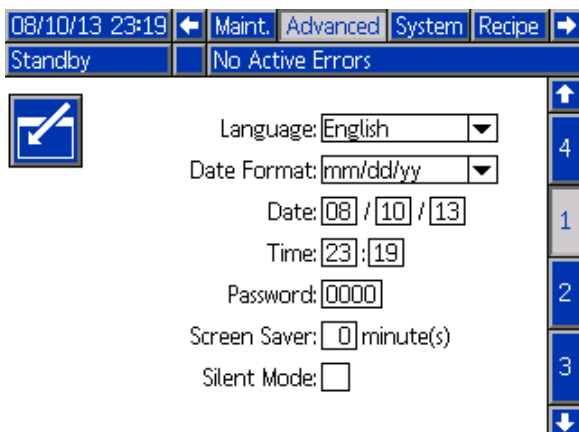 08/10/13 23:19 Maint. Advanced System Recipe
Standby No Active Errors
Language: English
4
Date Format: mm/dd/yy
Date: 08 / 10 / 13
1
Time: 23:19
Password: 0000
2
Screen Saver: 0 minute(s)
Silent Mode:
3